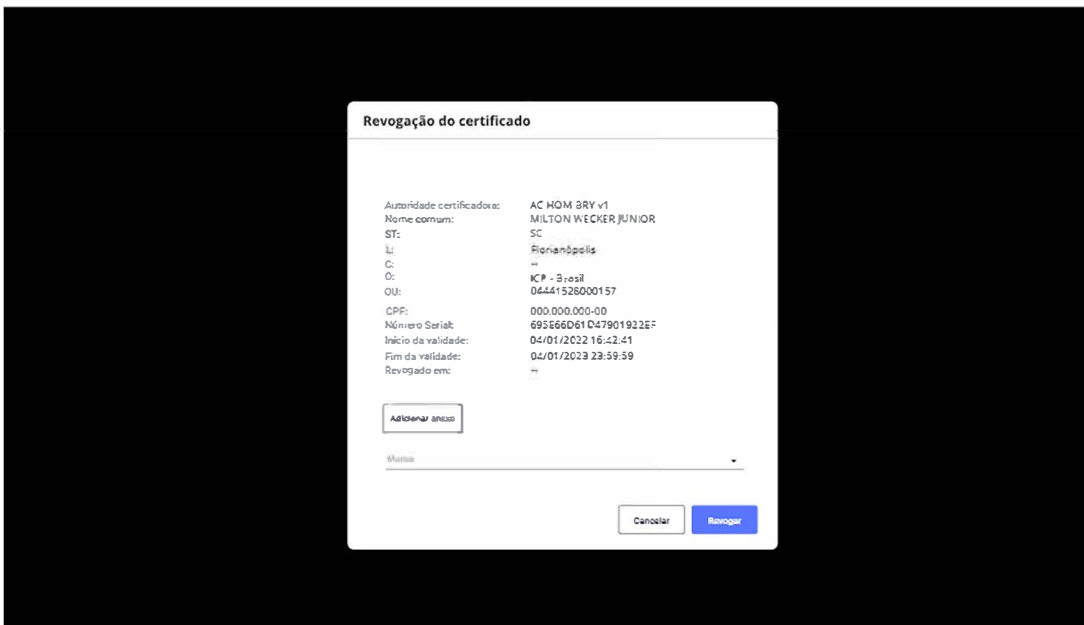 Revogação do certificado
Autoridade certificadora: AC HOM BRY v1
Nome comum: MILTON WECKER JUNIOR
ST: SC
L: Florianópolis
C: --
O: ICP - Brasil
OU: 04441526000157
CPF: 000.000.000-00
Número Serial: 695E66D61D47901922EF
Início da validade: 04/01/2022 16:42:41
Fim da validade: 04/01/2023 23:59:59
Revogado em: --
Adicionar anexo
Cancelar Revogar